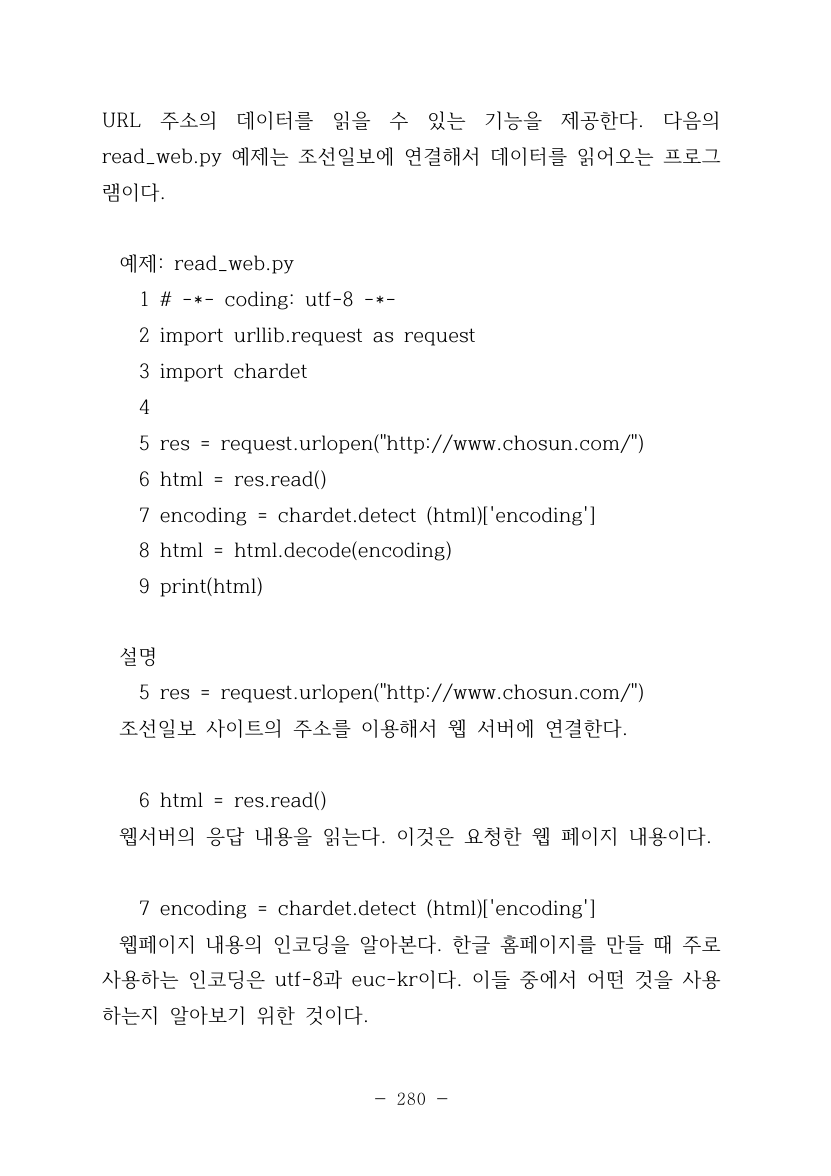 URL 주소의 데이터를 읽을 수 있는 기능을 제공한다. 다음의
read_web.py 예제는 조선일보에 연결해서 데이터를 읽어오는 프로그
램이다.
예제: read_web.py
1 # -*- coding: utf-8 -*-
2 import urllib.request as request
3 import chardet
4
5 res = request.urlopen("http://www.chosun.com/")
6 html = res.read()
7 encoding = chardet.detect (html)['encoding']
8 html = html.decode(encoding)
9 print(html)
설명
5 res = request.urlopen("http://www.chosun.com/")
조선일보 사이트의 주소를 이용해서 웹 서버에 연결한다.
6 html = res.read()
웹서버의 응답 내용을 읽는다. 이것은 요청한 웹 페이지 내용이다.
7 encoding = chardet.detect (html)['encoding']
웹페이지 내용의 인코딩을 알아본다. 한글 홈페이지를 만들 때 주로
사용하는 인코딩은 utf-8과 euc-kr이다. 이들 중에서 어떤 것을 사용
하는지 알아보기 위한 것이다.
- 280 -